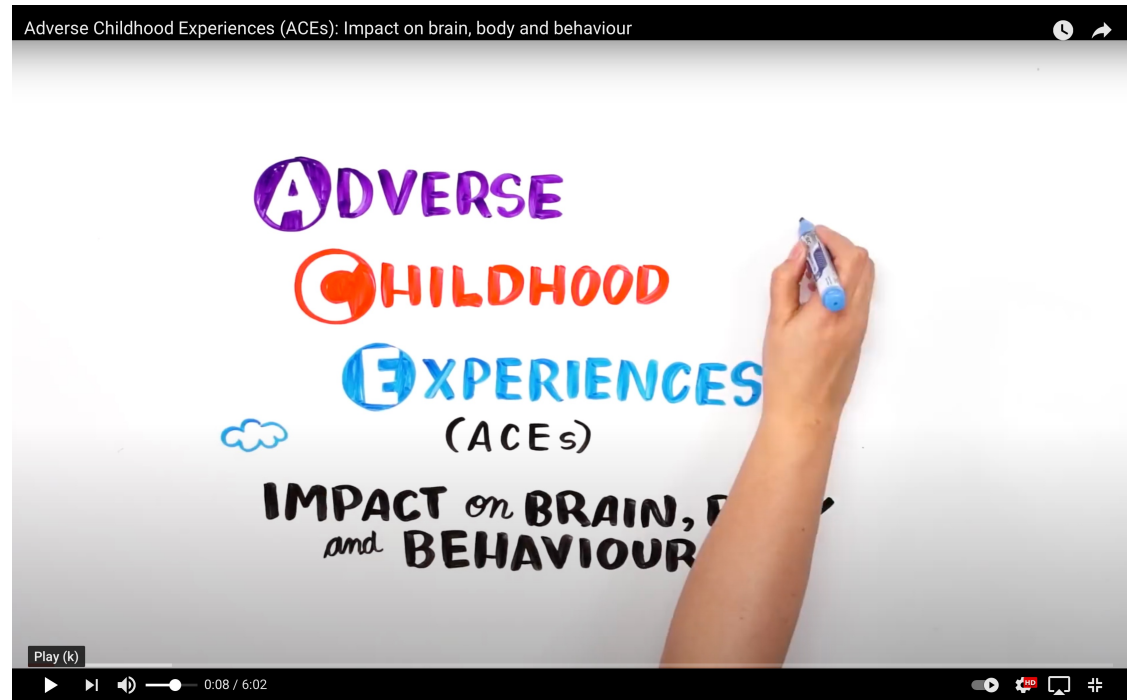 Adverse Childhood Experiences (ACEs): Impact on brain, body and behaviour
ADVERSE
CHILDHOOD
EXPERIENCES
(ACEs)
IMPACT on BRAIN,
and BEHAVIOUR
Play (k)
0:08 / 6:02
HD